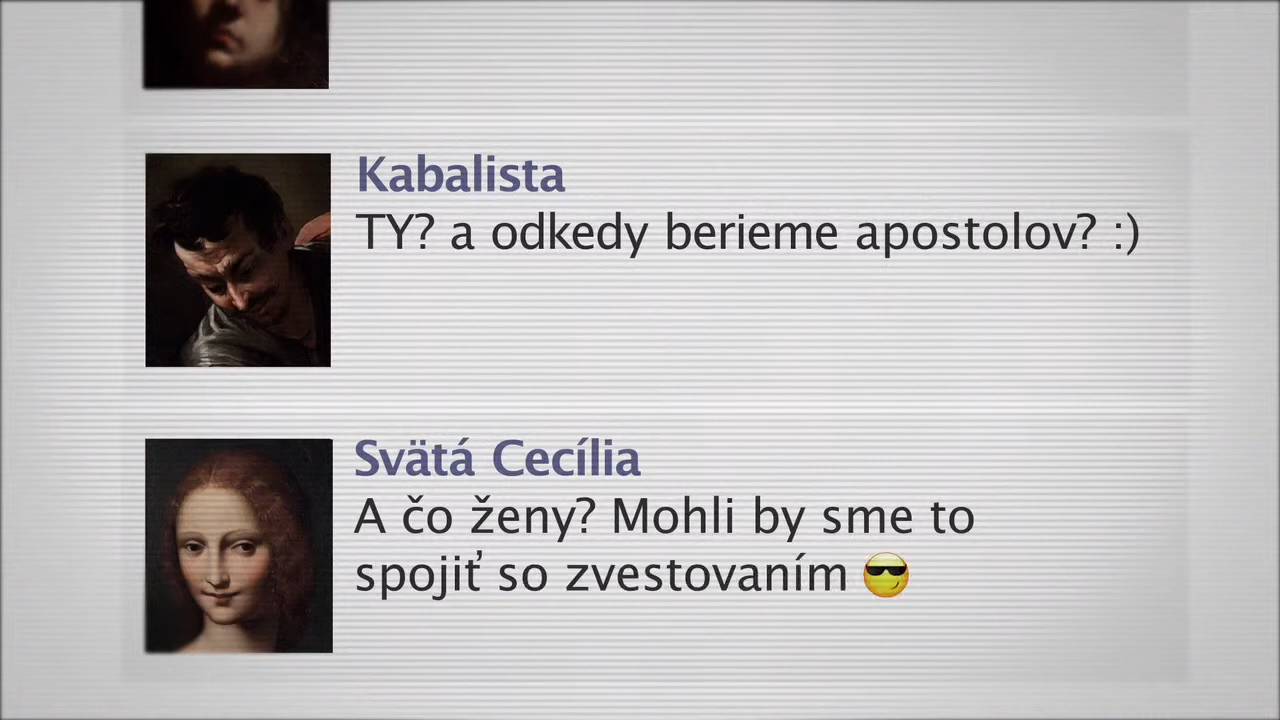 Kabalista
TY? a odkedy berieme apostolov? :)
Svätá Cecília
A čo ženy? Mohli by sme to
spojiť so zvestovaním 😎